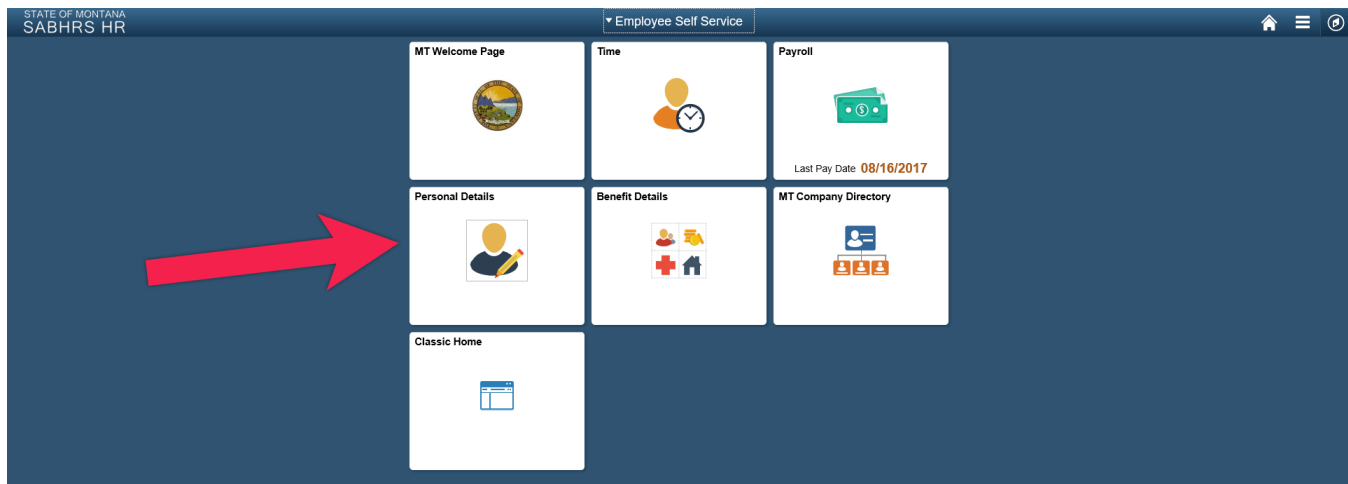 STATE OF MONTANA
SABHRS HR
Employee Self Service
MT Welcome Page
Time
Payroll
Last Pay Date 08/16/2017
Personal Details
Benefit Details
MT Company Directory
Classic Home